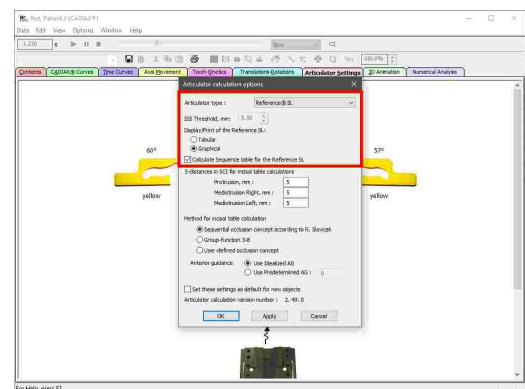 Test, Patient 2 (CADIAX®)
Data Edit View Options Window Help
1.210 s
Slow
100.0%
Contents CADIAX® Curves Time Curves Axis Movement Tooth Kinetics Translations-Rotations Articulator Settings 3D Animation Numerical Analysis
Articulator calculation options
Articulator type : Reference® SL
ISS Threshold, mm: 0.50
Display/Print of the Reference SL:
Tabular
Graphical
Calculate Sequence table for the Reference SL
60°
57°
yellow
yellow
S-distances in SCI for incisal table calculations
Protrusion, mm : 5
Mediotrusion Right, mm : 5
Mediotrusion Left, mm : 5
Method for incisal table calculation
Sequential occlusion concept according to R. Slavicek
Group-function 3-8
User-defined occlusion concept
Anterior guidance Use Idealized AG
Use Predetermined AG : 0
Set these settings as default for new objects
Articulator calculation version number : 2. 49. 0
OK Apply Cancel
For Help, press F1